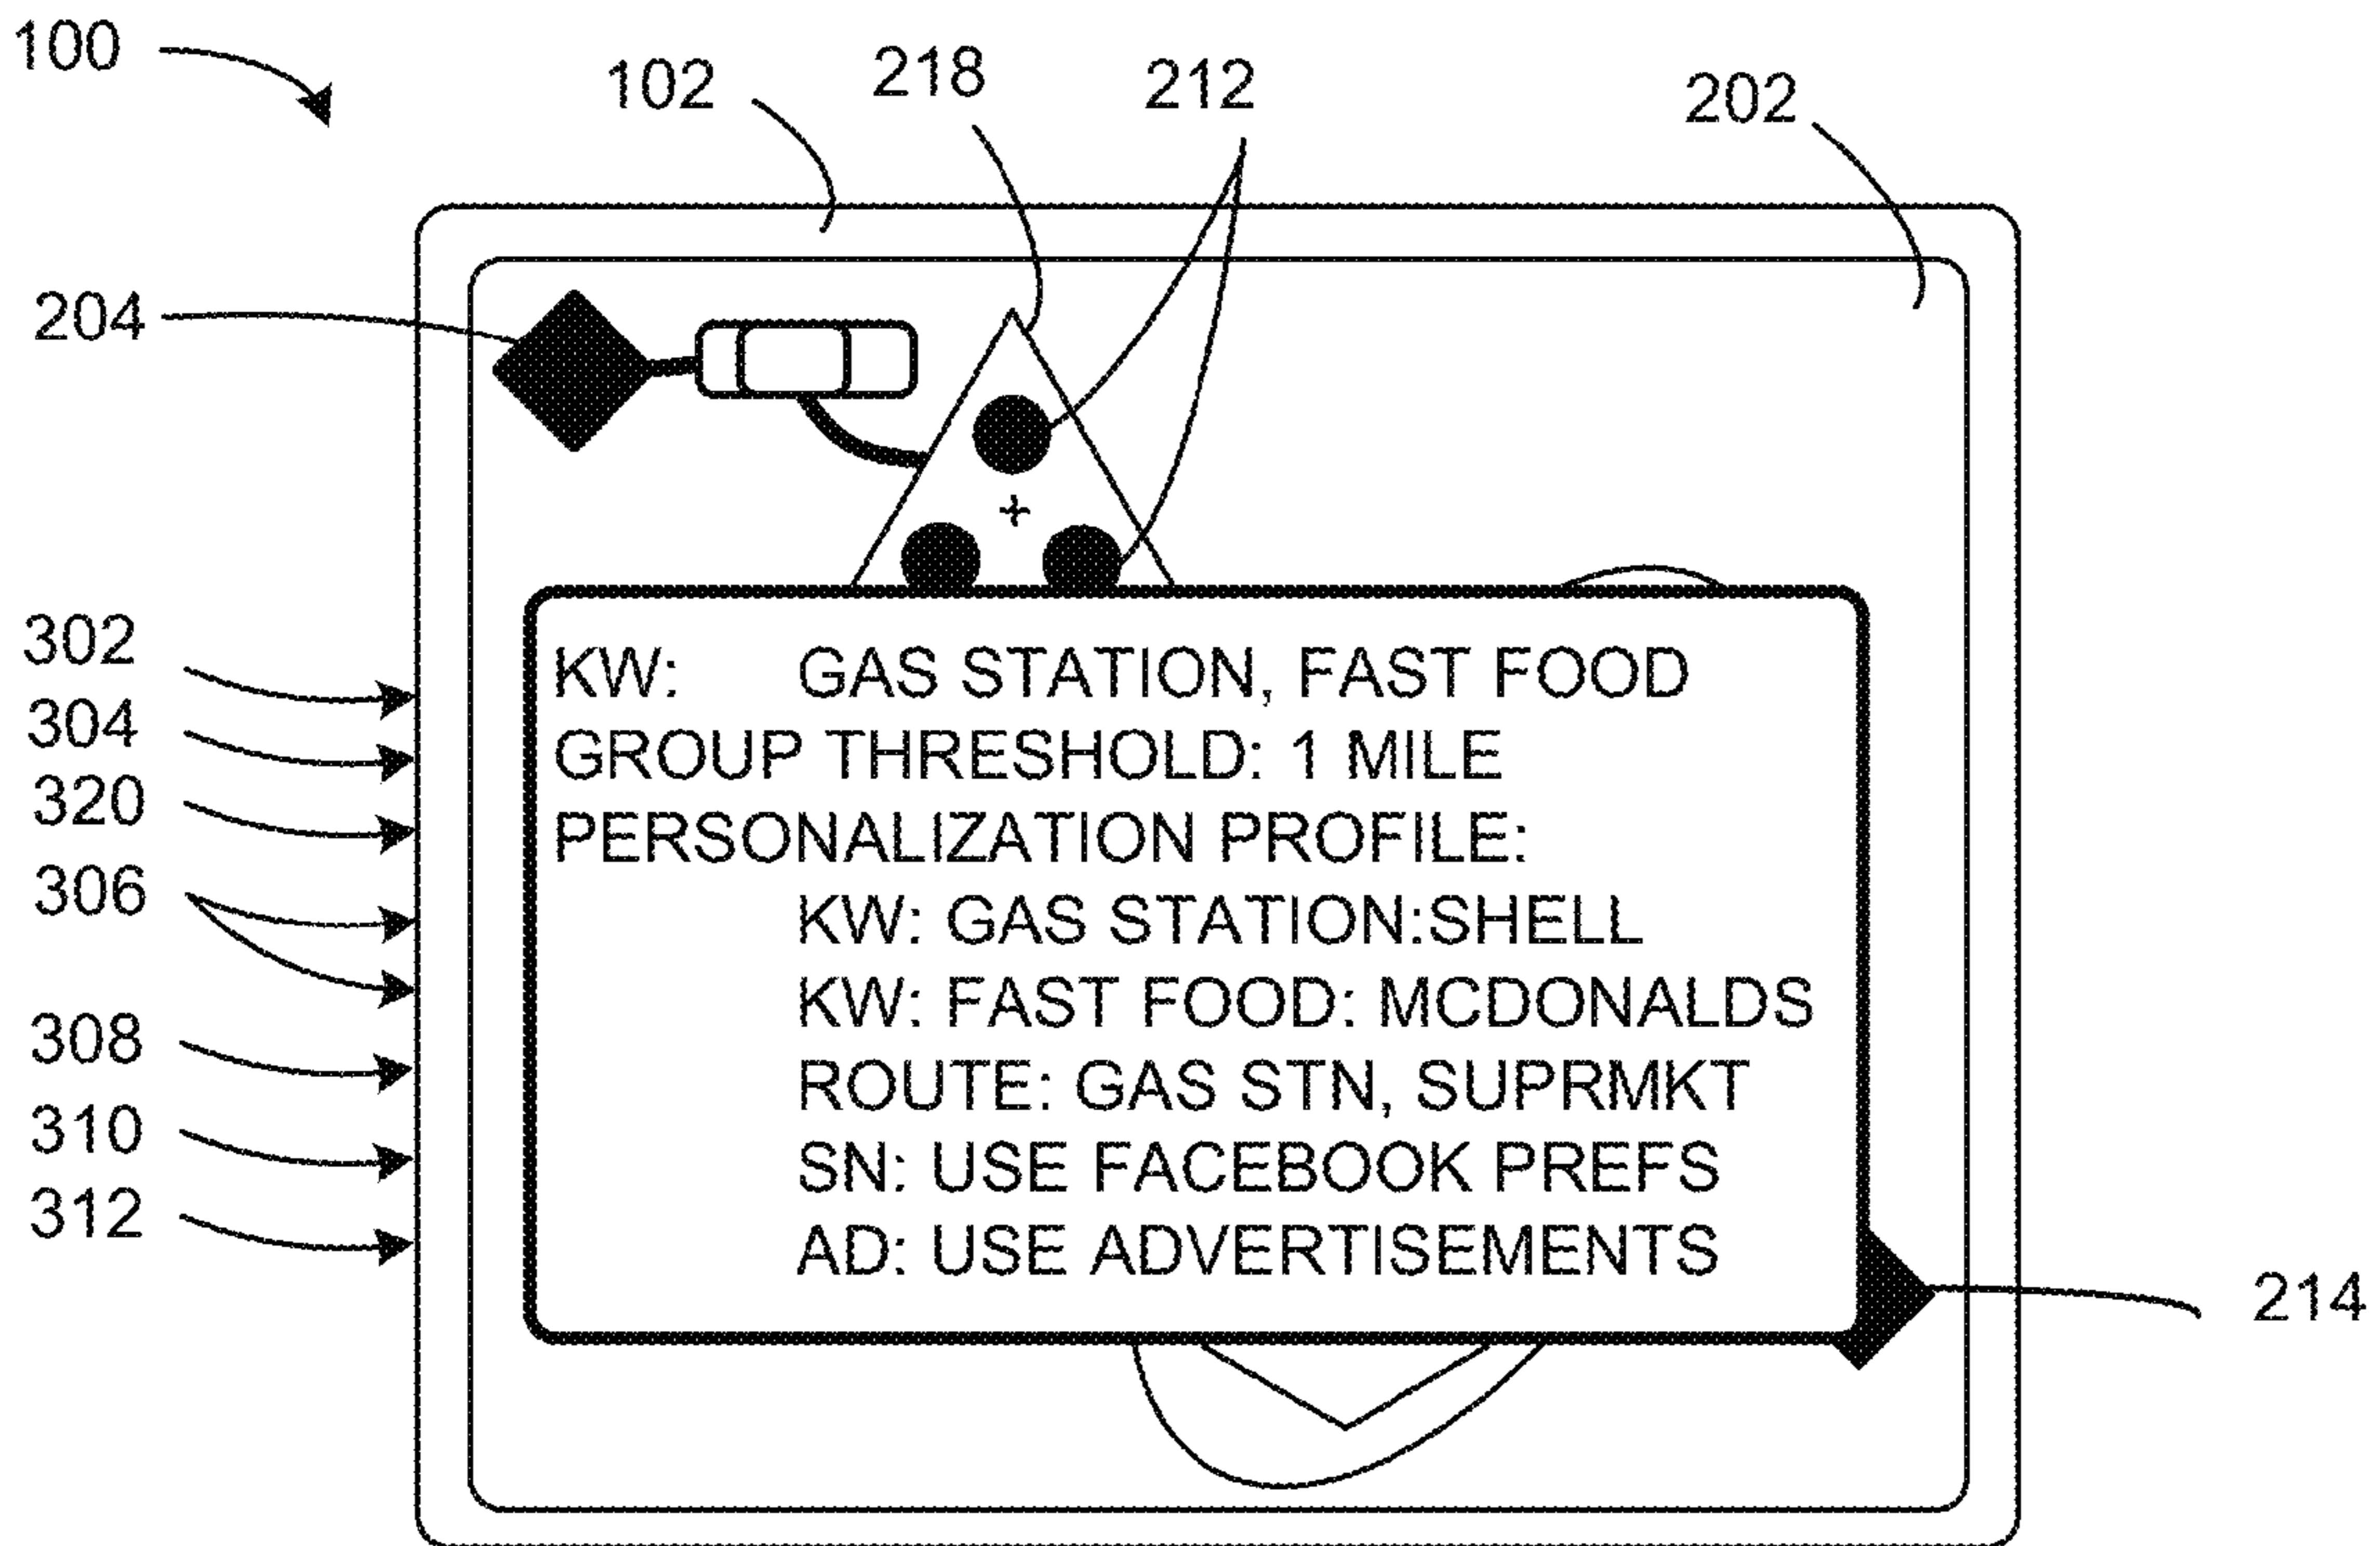 100
102
218
212
202
204
302
304
320
306
308
310
312
KW: GAS STATION, FAST FOOD
GROUP THRESHOLD: 1 MILE
PERSONALIZATION PROFILE:
KW: GAS STATION:SHELL
KW: FAST FOOD: MCDONALDS
ROUTE: GAS STN, SUPRMKT
SN: USE FACEBOOK PREFS
AD: USE ADVERTISEMENTS
214